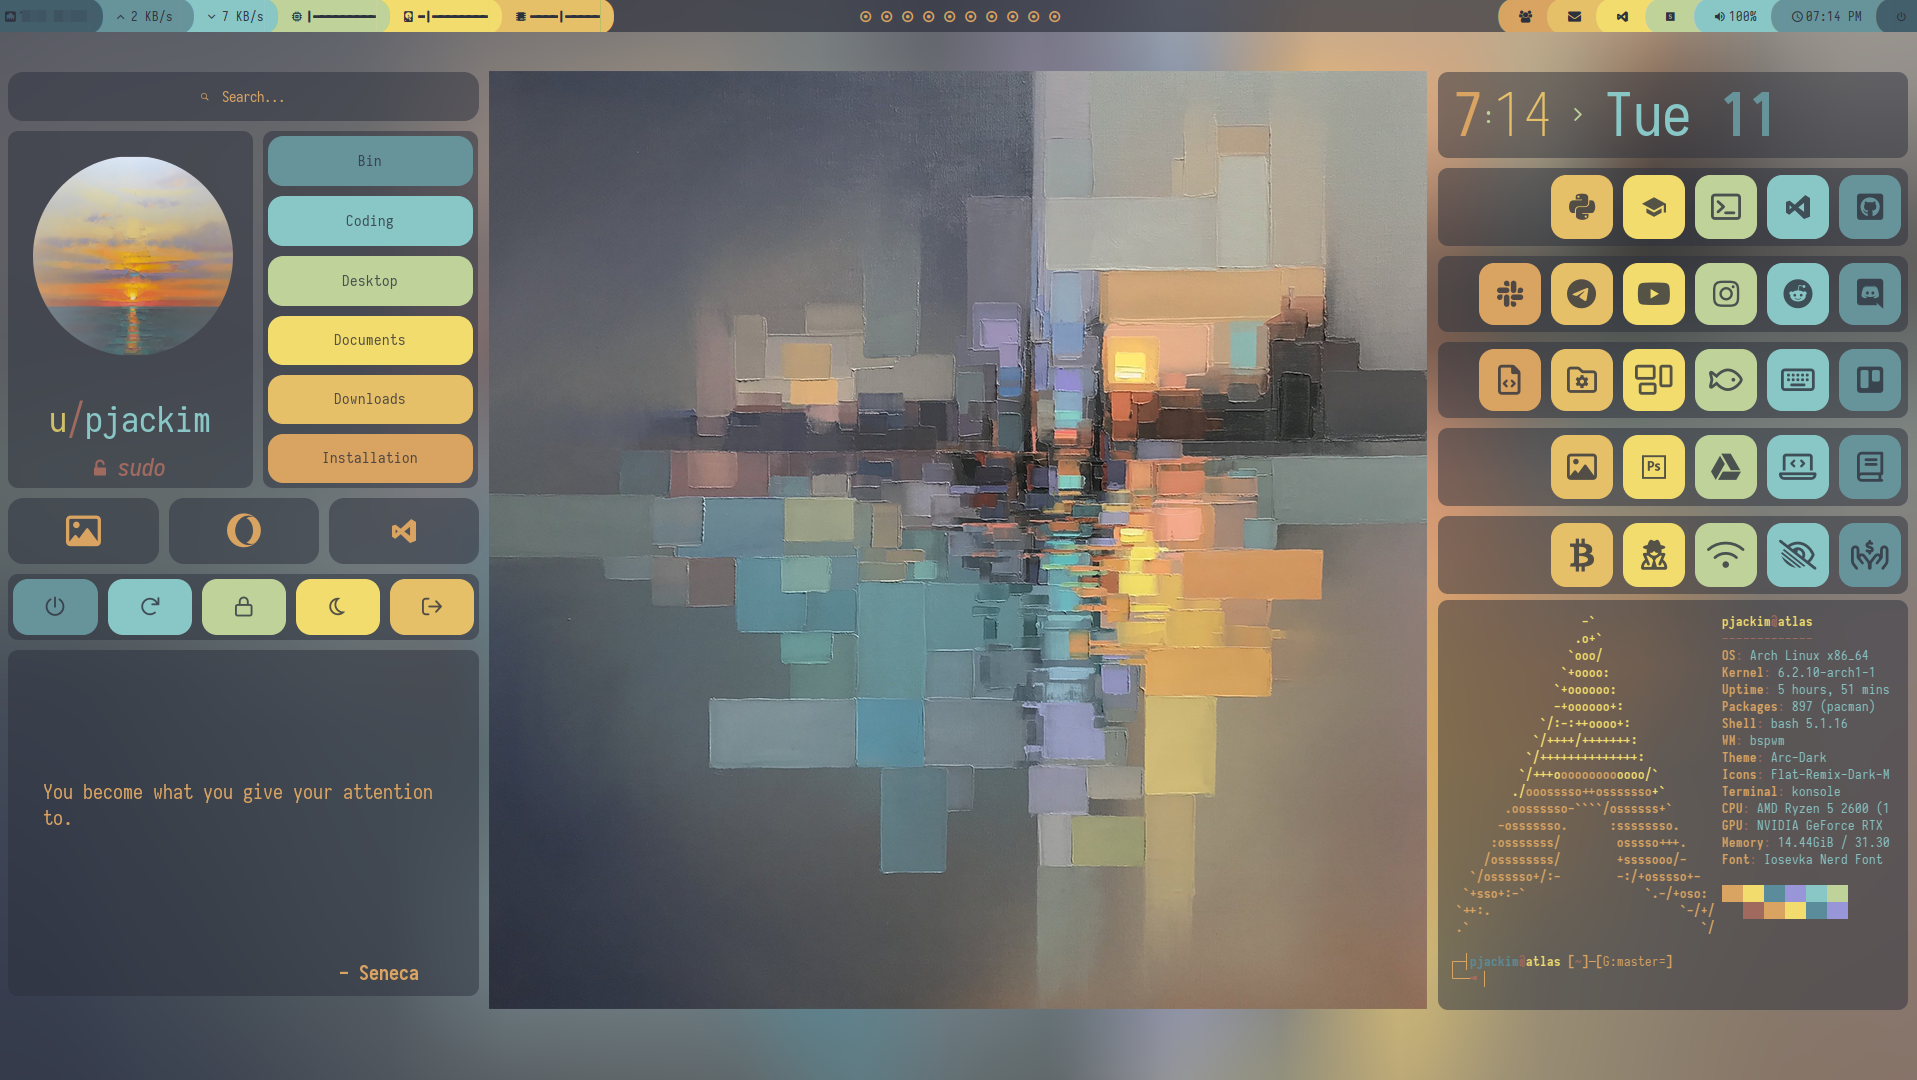 2 KB/s
7 KB/s
100%
07:14 PM
Search...
u/pjackim
sudo
Bin
Coding
Desktop
Documents
Downloads
Installation
You become what you give your attention
to.
– Seneca
7:14 > Tue 11
Ps
pjackim@atlas
-------------
OS: Arch Linux x86_64
Kernel: 6.2.10-arch1-1
Uptime: 5 hours, 51 mins
Packages: 897 (pacman)
Shell: bash 5.1.16
WM: bspwm
Theme: Arc-Dark
Icons: Flat-Remix-Dark-M
Terminal: konsole
CPU: AMD Ryzen 5 2600 (1
GPU: NVIDIA GeForce RTX
Memory: 14.44GiB / 31.30
Font: Iosevka Nerd Font
pjackim@atlas [~]–[G:master=]